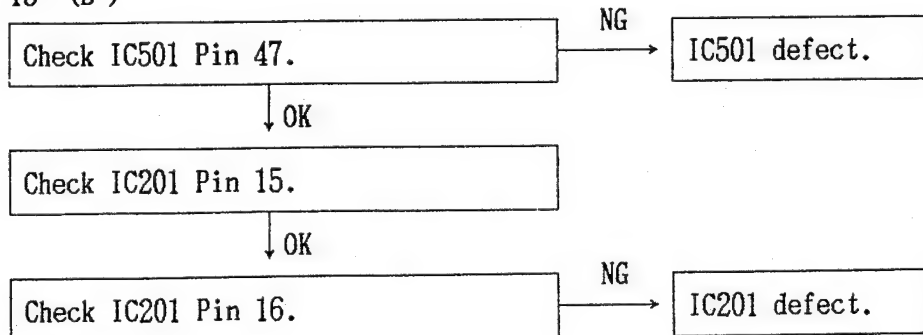 NG
Check IC501 Pin 47.
IC501 defect.
OK
Check IC201 Pin 15.
OK
NG
Check IC201 Pin 16.
IC201 defect.